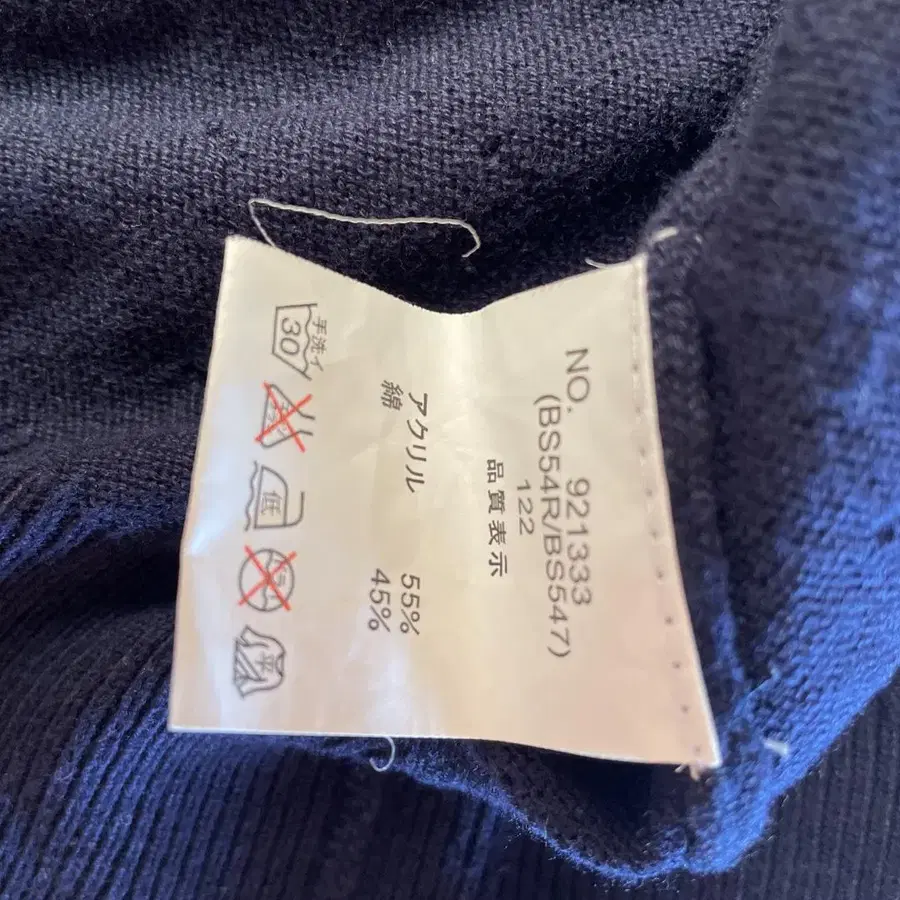 NO. 921333
(BS54R/BS547)
122
品質表示
アクリル 55%
綿 45%
手洗イ
30
低
平